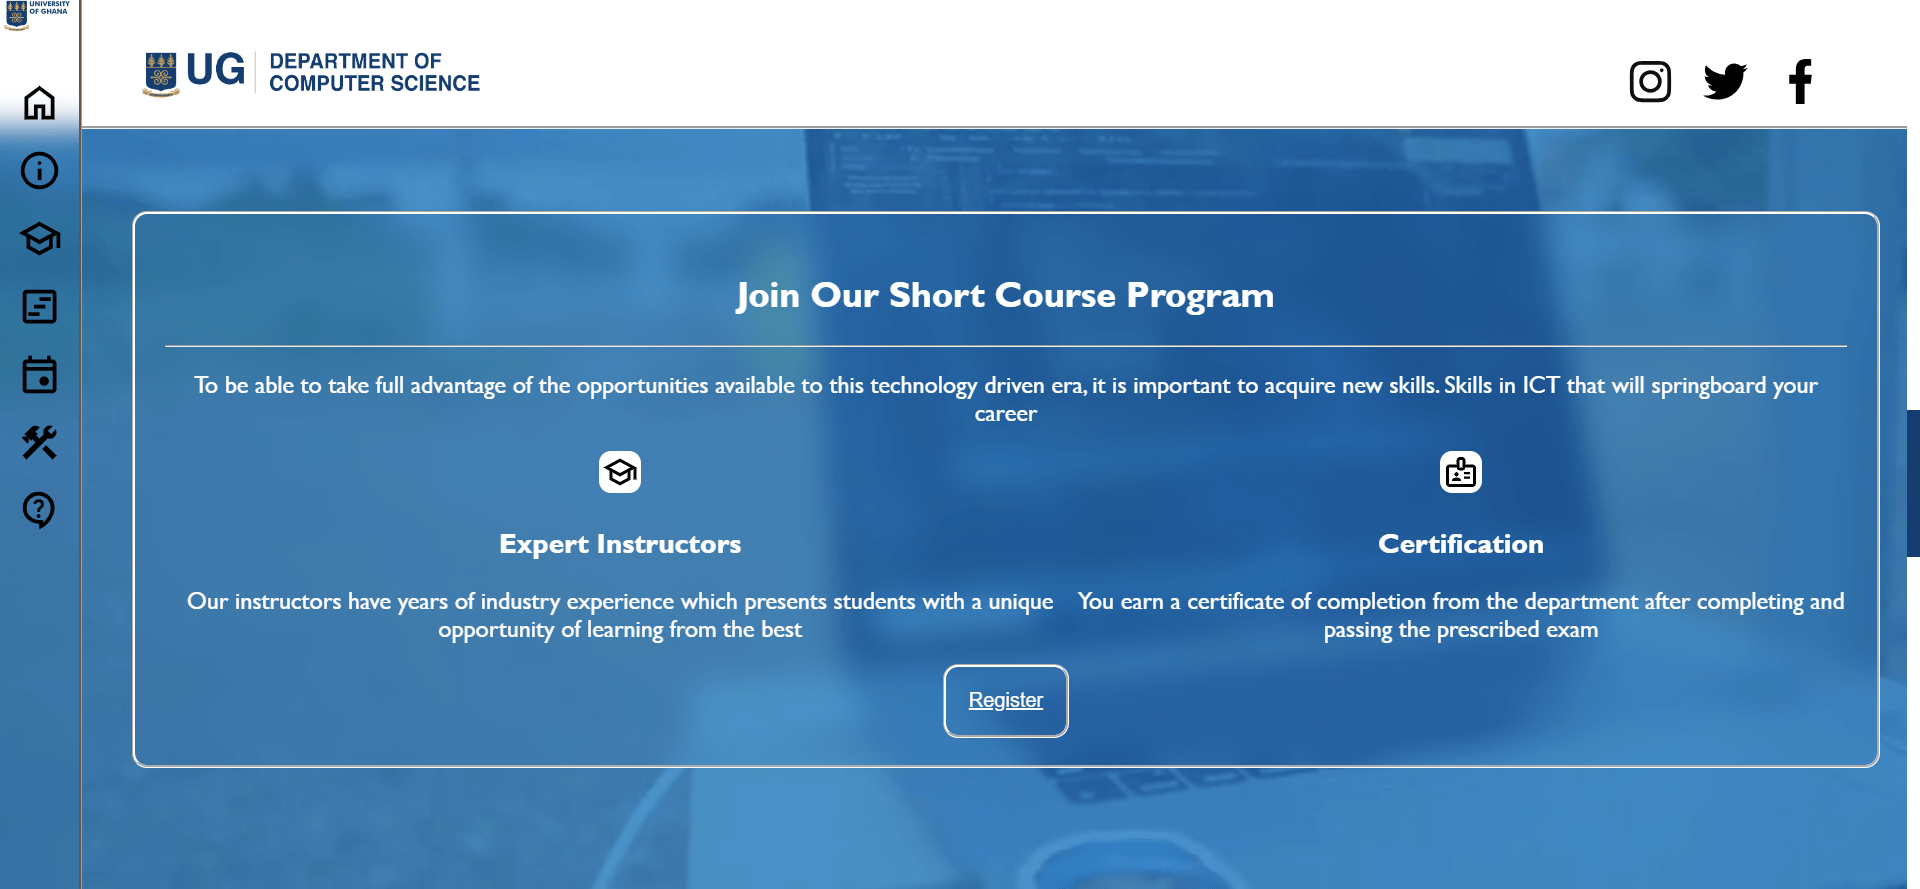 UNIVERSITY
OF GHANA
UG
DEPARTMENT OF
COMPUTER SCIENCE
Join Our Short Course Program
To be able to take full advantage of the opportunities available to this technology driven era, it is important to acquire new skills. Skills in ICT that will springboard your
career
Expert Instructors
Our instructors have years of industry experience which presents students with a unique
opportunity of learning from the best
Certification
You earn a certificate of completion from the department after completing and
passing the prescribed exam
Register